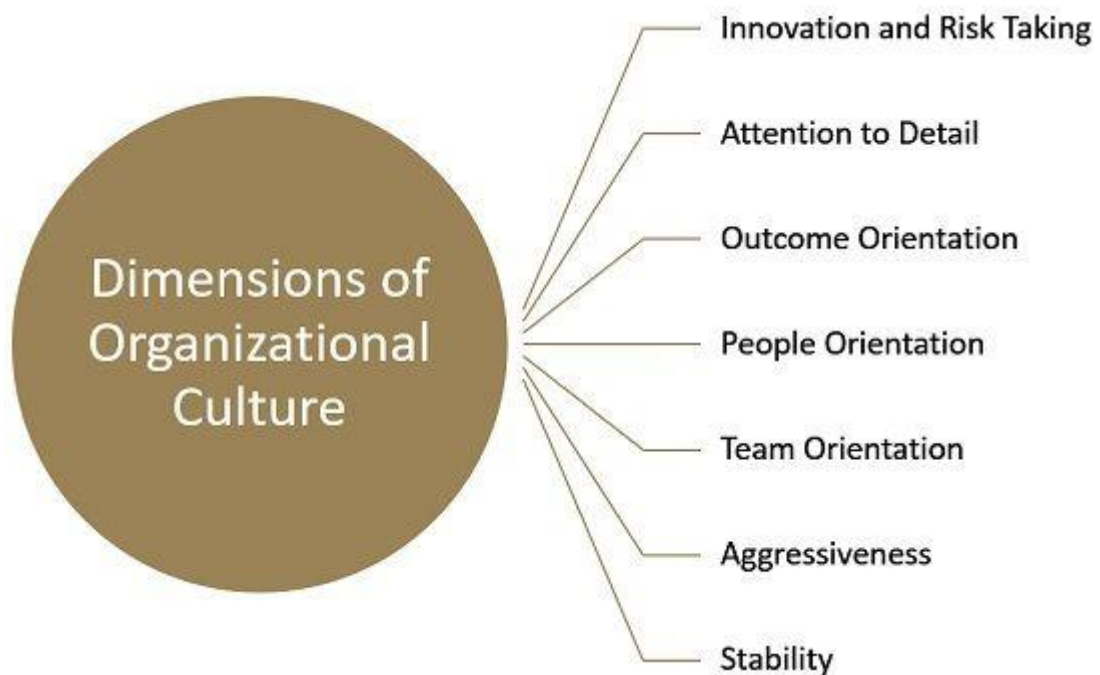 Dimensions of
Organizational
Culture
Innovation and Risk Taking
Attention to Detail
Outcome Orientation
People Orientation
Team Orientation
Aggressiveness
Stability